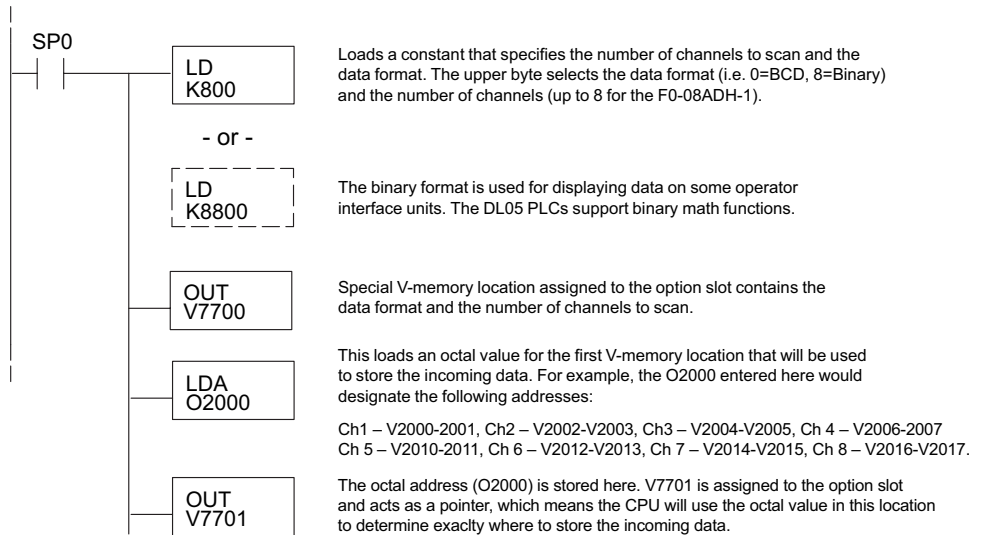 SP0
LD
K800
Loads a constant that specifies the number of channels to scan and the
data format. The upper byte selects the data format (i.e. 0=BCD, 8=Binary)
and the number of channels (up to 8 for the F0-08ADH-1).
- or -
LD
K8800
The binary format is used for displaying data on some operator
interface units. The DL05 PLCs support binary math functions.
OUT
V7700
Special V-memory location assigned to the option slot contains the
data format and the number of channels to scan.
LDA
O2000
This loads an octal value for the first V-memory location that will be used
to store the incoming data. For example, the O2000 entered here would
designate the following addresses:
Ch1 – V2000-2001, Ch2 – V2002-V2003, Ch3 – V2004-V2005, Ch 4 – V2006-2007
Ch 5 – V2010-2011, Ch 6 – V2012-V2013, Ch 7 – V2014-V2015, Ch 8 – V2016-V2017.
OUT
V7701
The octal address (O2000) is stored here. V7701 is assigned to the option slot
and acts as a pointer, which means the CPU will use the octal value in this location
to determine exaclty where to store the incoming data.